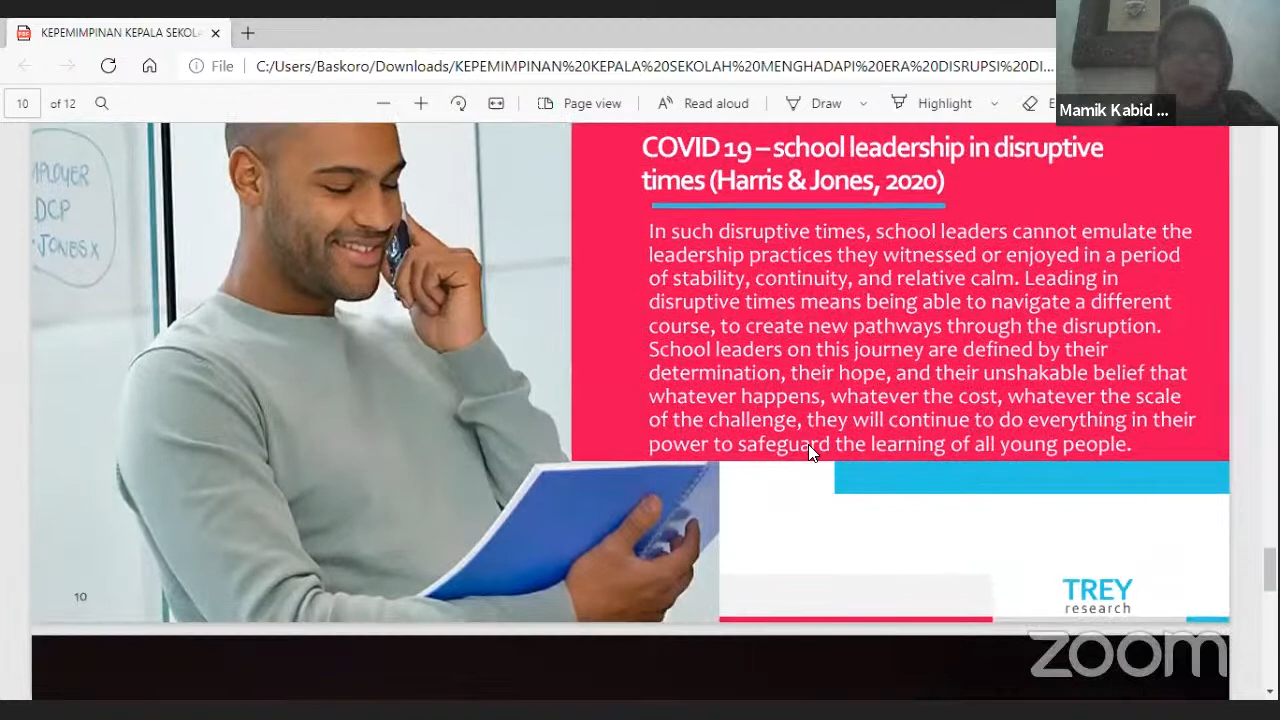 KEPEMIMPINAN KEPALA SEKOL
File
C:/Users/Baskoro/Downloads/KEPEMIMPINAN%20KEPALA%20SEKOLAH%20MENGHADAPI%20ERA%20DISRUPSI%20DI...
10 of 12
Page view
Read aloud
Draw
Highlight
Mamik Kabid ...
MPLOYER
DCP
JONES X
COVID 19 – school leadership in disruptive
times (Harris & Jones, 2020)
In such disruptive times, school leaders cannot emulate the
leadership practices they witnessed or enjoyed in a period
of stability, continuity, and relative calm. Leading in
disruptive times means being able to navigate a different
course, to create new pathways through the disruption.
School leaders on this journey are defined by their
determination, their hope, and their unshakable belief that
whatever happens, whatever the cost, whatever the scale
of the challenge, they will continue to do everything in their
power to safeguard the learning of all young people.
10
TREY
research
zoom